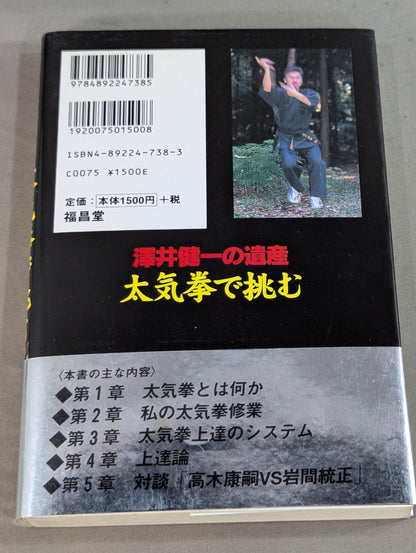 9784892247385
1920075015008
ISBN4-89224-738-3
C0075 ¥1500E
定価：本体1500円＋税
福昌堂
澤井健一の遺産
太気拳で挑む
〈本書の主な内容〉
◆第1章 太気拳とは何か
◆第2章 私の太気拳修業
◆第3章 太気拳上達のシステム
◆第4章 上達論
◆第5章 対談「高木康嗣VS岩間統正」